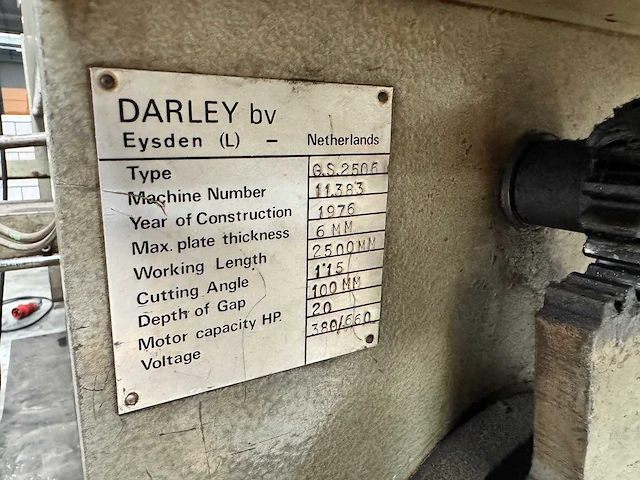 DARLEY bv
Eysden (L) – Netherlands
Type G.S.2506
Machine Number 11.383
Year of Construction 1976
Max. plate thickness 6 MM
Working Length 2500MM
Cutting Angle 1°15
Depth of Gap 100 MM
Motor capacity HP. 20
Voltage 380/660